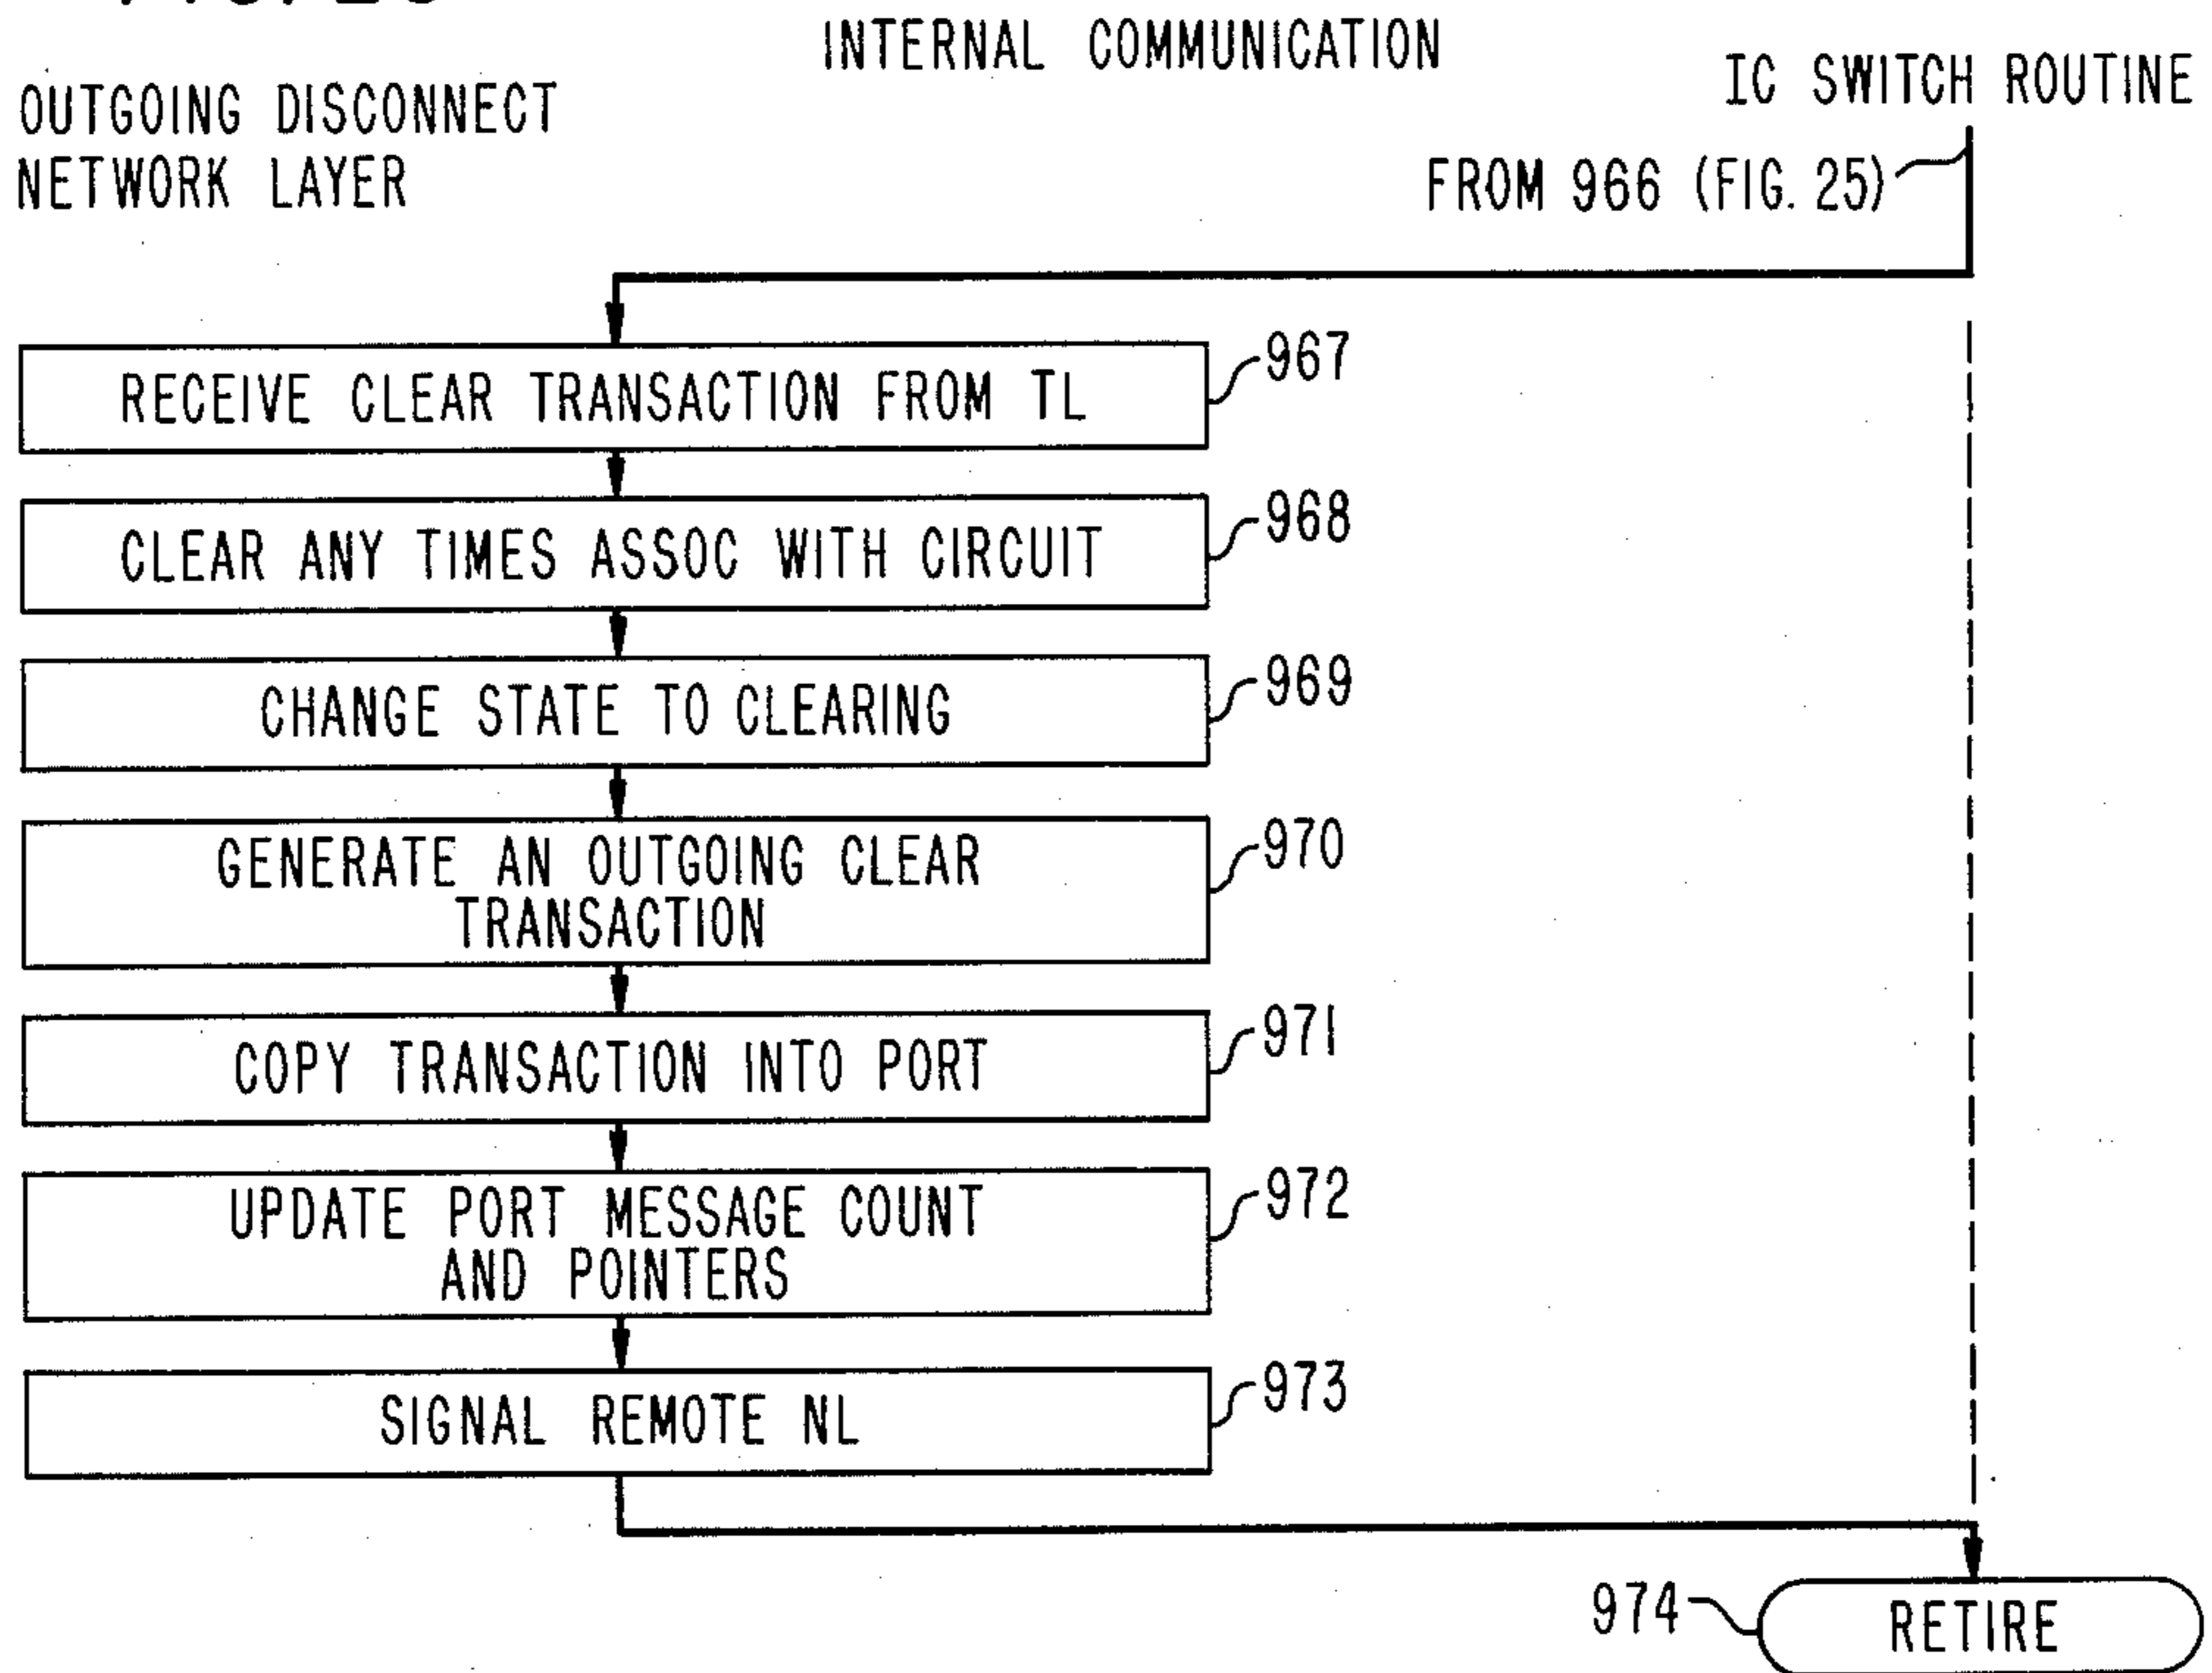 INTERNAL COMMUNICATION
IC SWITCH ROUTINE
OUTGOING DISCONNECT
NETWORK LAYER
FROM 966 (FIG. 25)
RECEIVE CLEAR TRANSACTION FROM TL
967
CLEAR ANY TIMES ASSOC WITH CIRCUIT
968
CHANGE STATE TO CLEARING
969
GENERATE AN OUTGOING CLEAR
TRANSACTION
970
COPY TRANSACTION INTO PORT
971
UPDATE PORT MESSAGE COUNT
AND POINTERS
972
SIGNAL REMOTE NL
973
974
RETIRE